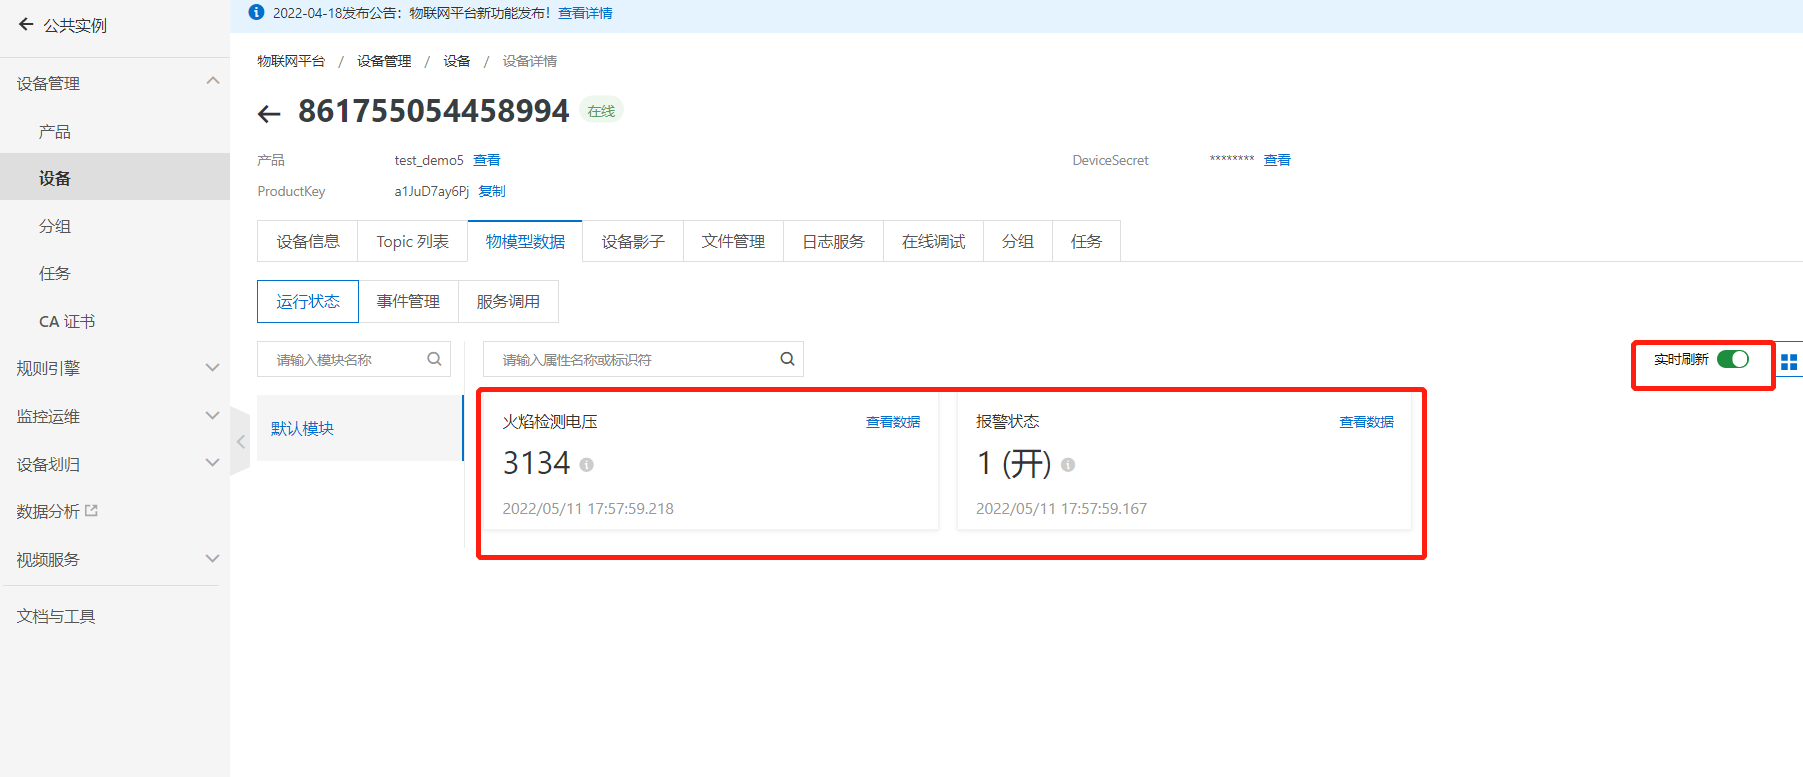 公共实例
设备管理
产品
设备
分组
任务
CA 证书
规则引擎
监控运维
设备划归
数据分析
视频服务
文档与工具
2022-04-18发布公告：物联网平台新功能发布！查看详情
物联网平台 / 设备管理 / 设备 / 设备详情
861755054458994 在线
产品 test_demo5 查看 DeviceSecret ******** 查看
ProductKey a1JuD7ay6Pj 复制
设备信息 Topic 列表 物模型数据 设备影子 文件管理 日志服务 在线调试 分组 任务
运行状态 事件管理 服务调用
请输入模块名称 请输入属性名称或标识符 实时刷新
默认模块
火焰检测电压 查看数据
3134
2022/05/11 17:57:59.218
报警状态 查看数据
1 (开)
2022/05/11 17:57:59.167